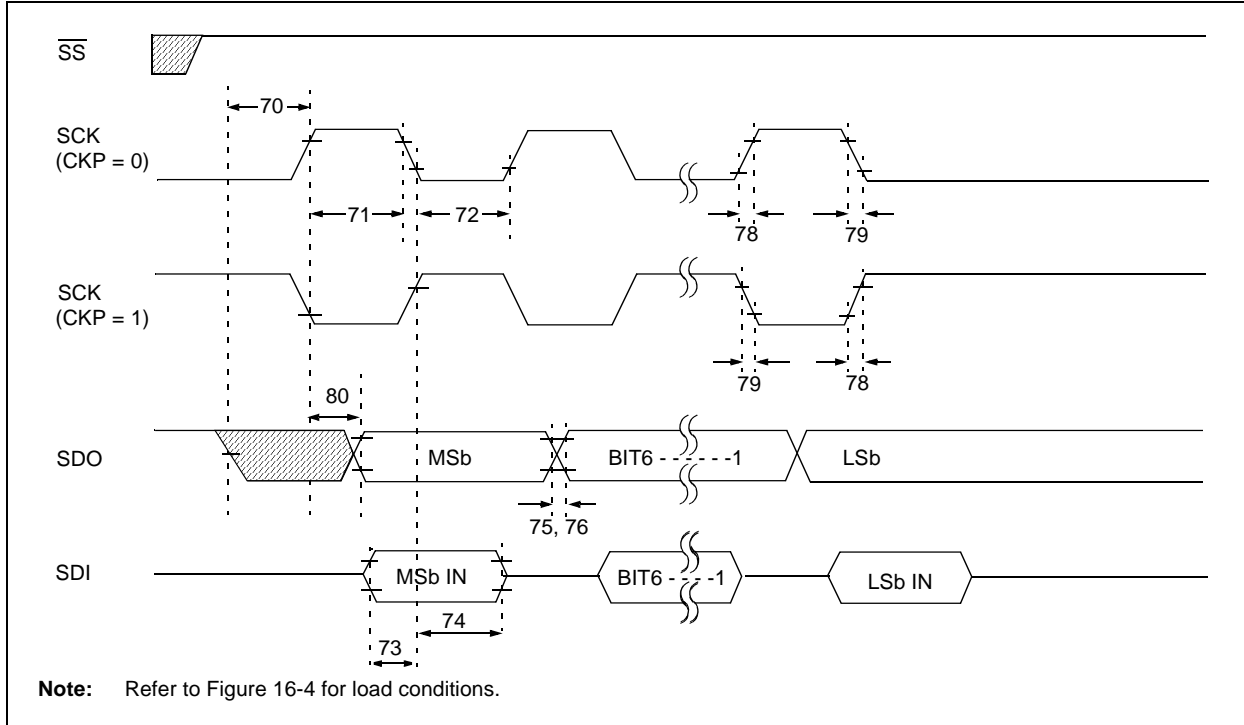 SS
70
SCK
(CKP = 0)
71
72
78
79
SCK
(CKP = 1)
79
78
80
SDO
MSb
BIT6 - - - - - -1
LSb
75, 76
SDI
MSb IN
BIT6 - - - - -1
LSb IN
74
73
Note: Refer to Figure 16-4 for load conditions.